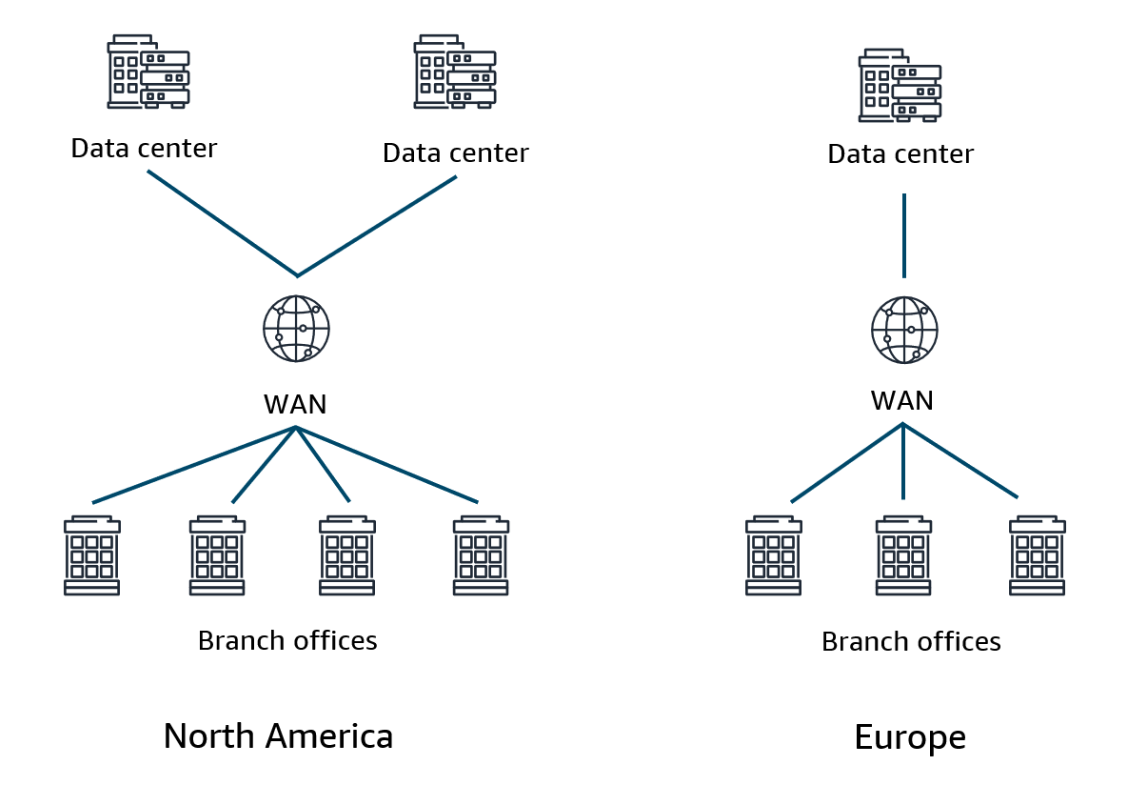 Data center
Data center
WAN
Branch offices
North America
Data center
WAN
Branch offices
Europe